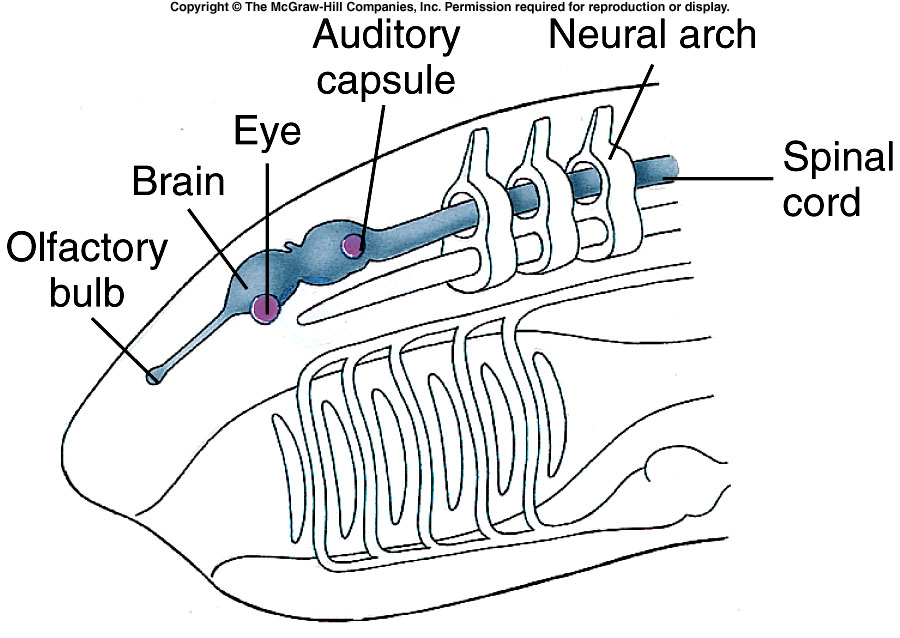 Copyright © The McGraw-Hill Companies, Inc. Permission required for reproduction or display.
Auditory
capsule
Neural arch
Eye
Spinal
cord
Brain
Olfactory
bulb